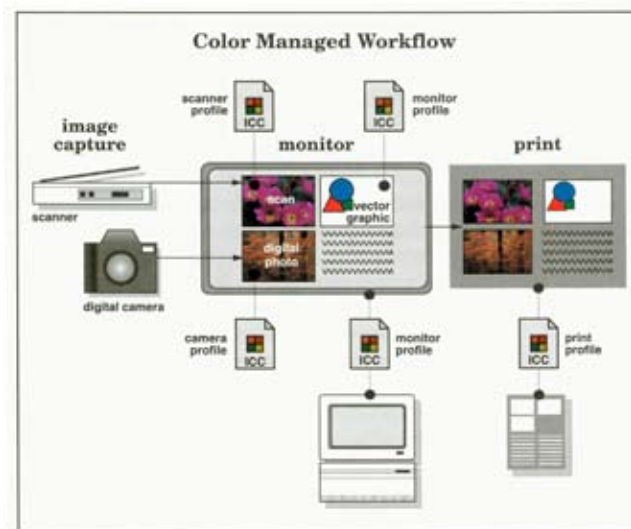 Color Managed Workflow
scanner
profile
ICC
monitor
profile
ICC
image
capture
monitor
print
scanner
scan
vector
graphic
digital
photo
digital camera
camera
profile
ICC
monitor
profile
ICC
print
profile
ICC